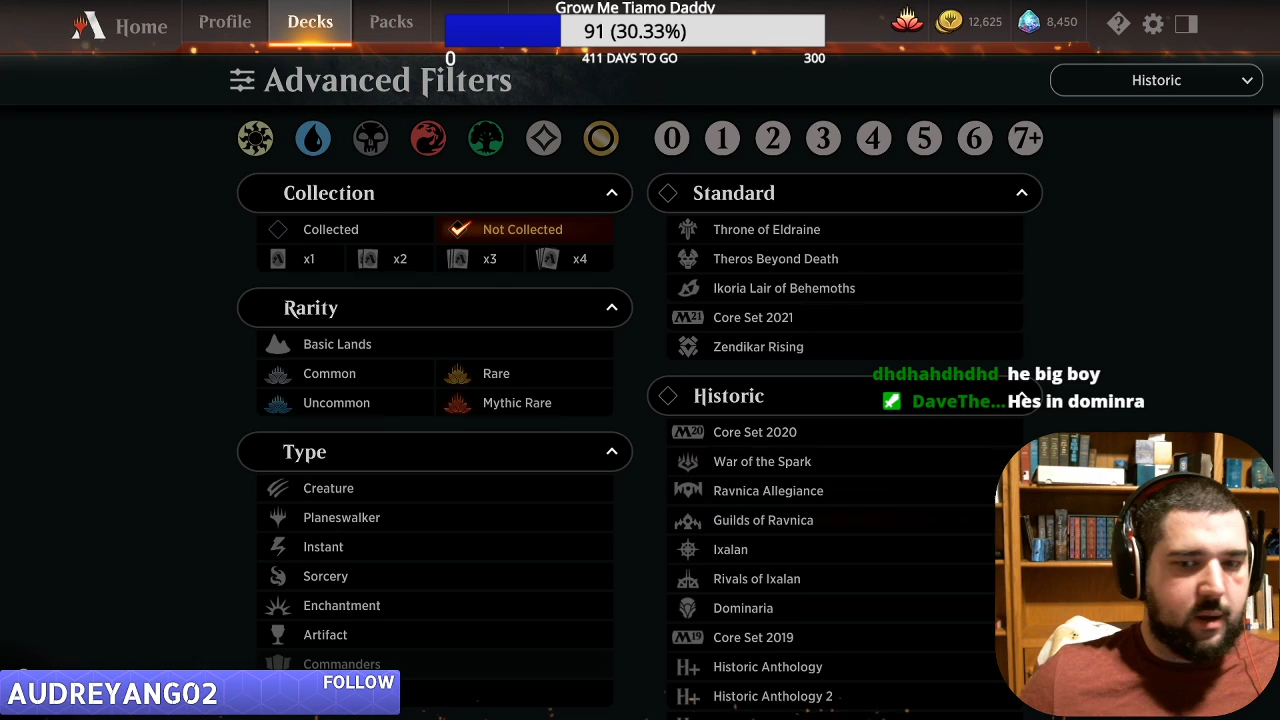 Home
Profile
Decks
Packs
Grow Me Tiamo Daddy
91 (30.33%)
0
411 DAYS TO GO
300
12,625
8,450
Advanced Filters
Historic
0
1
2
3
4
5
6
7+
Collection
Collected
Not Collected
x1
x2
x3
x4
Rarity
Basic Lands
Common
Rare
Uncommon
Mythic Rare
Type
Creature
Planeswalker
Instant
Sorcery
Enchantment
Artifact
Commanders
Standard
Throne of Eldraine
Theros Beyond Death
Ikoria Lair of Behemoths
M21 Core Set 2021
Zendikar Rising
Historic
M20 Core Set 2020
War of the Spark
Ravnica Allegiance
Guilds of Ravnica
Ixalan
Rivals of Ixalan
Dominaria
M19 Core Set 2019
H+ Historic Anthology
H+ Historic Anthology 2
dhdhahdhdhd he big boy
DaveThe... Hes in dominra
AUDREYANG02
FOLLOW